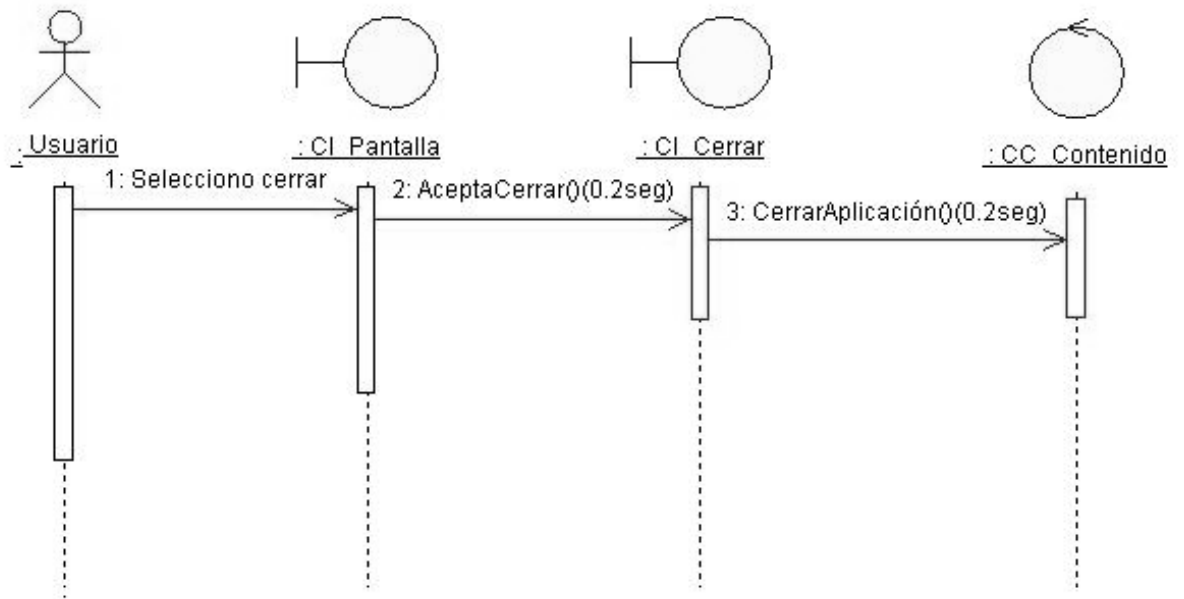 : Usuario
: CI_Pantalla
: CI_Cerrar
: CC_Contenido
1: Selecciono cerrar
2: AceptaCerrar()(0.2seg)
3: CerrarAplicación()(0.2seg)